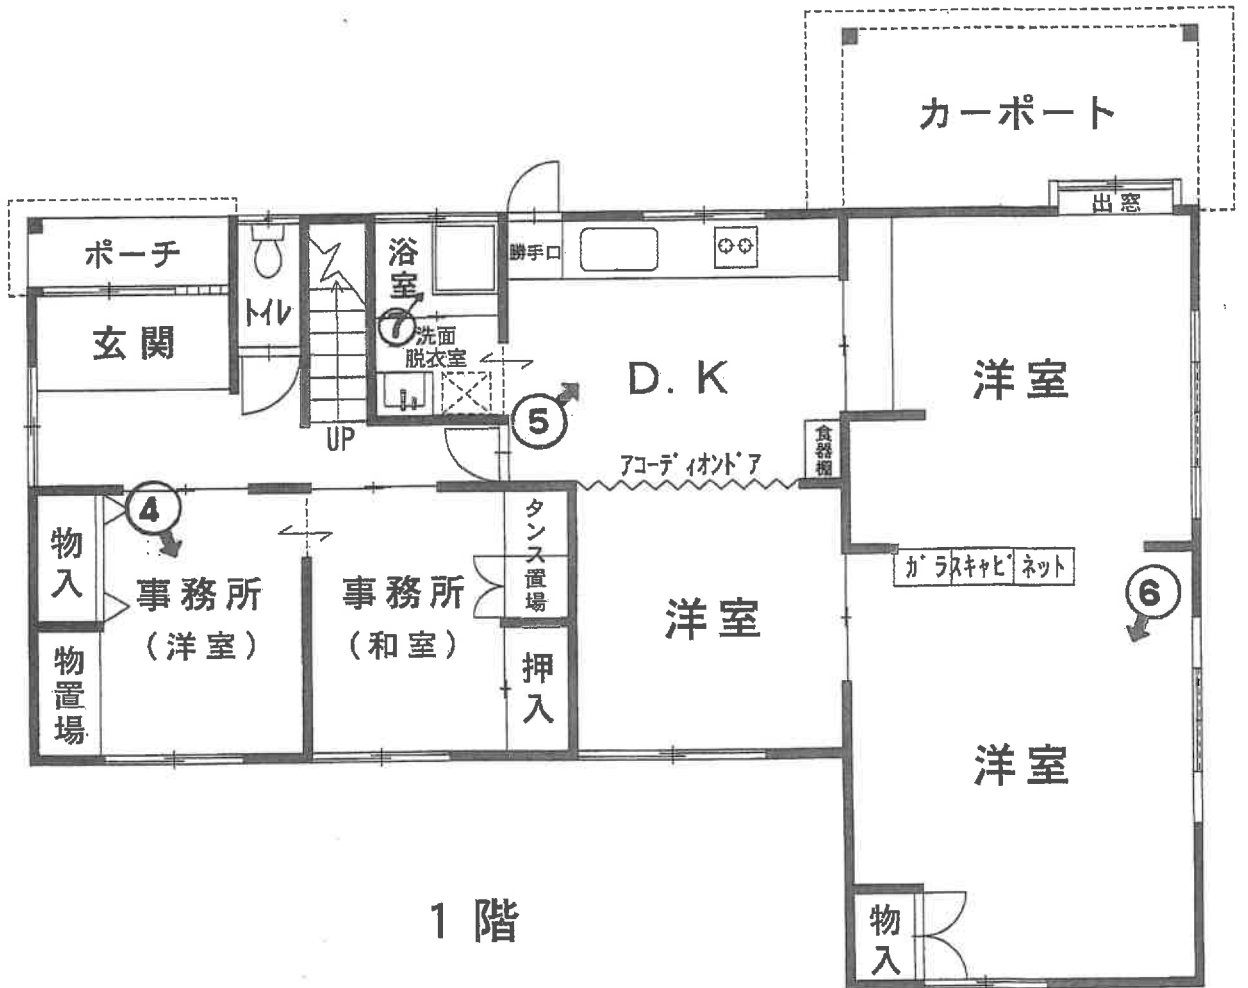 カーポート
出窓
ポーチ
トイレ
浴室
勝手口
玄関
⑦
洗面
脱衣室
D.K
洋室
⑤
UP
食器棚
アコーディオンドア
④
物入
タンス置場
ガラスキャビネット
⑥
事務所
(洋室)
事務所
(和室)
洋室
物置場
押入
洋室
1階
物入